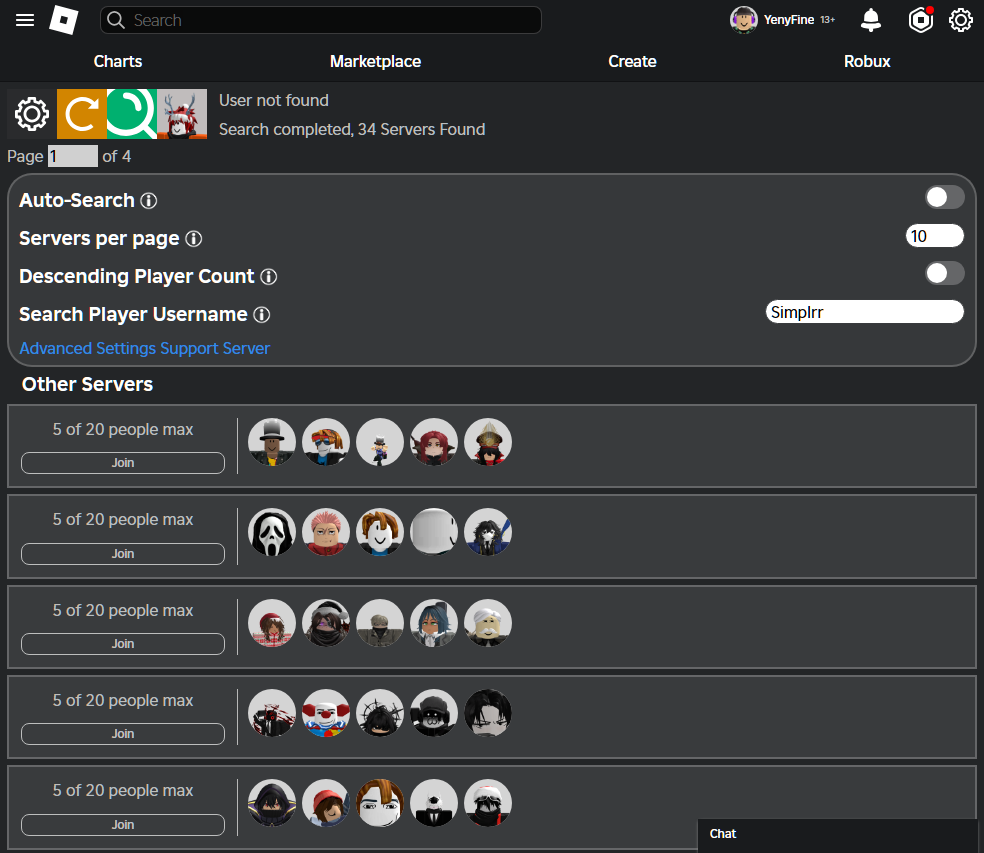 Search
YenyFine 13+
Charts
Marketplace
Create
Robux
User not found
Search completed, 34 Servers Found
Page 1 of 4
Auto-Search
Servers per page
10
Descending Player Count
Search Player Username
Simplrr
Advanced Settings Support Server
Other Servers
5 of 20 people max
Join
5 of 20 people max
Join
5 of 20 people max
Join
5 of 20 people max
Join
5 of 20 people max
Join
Chat